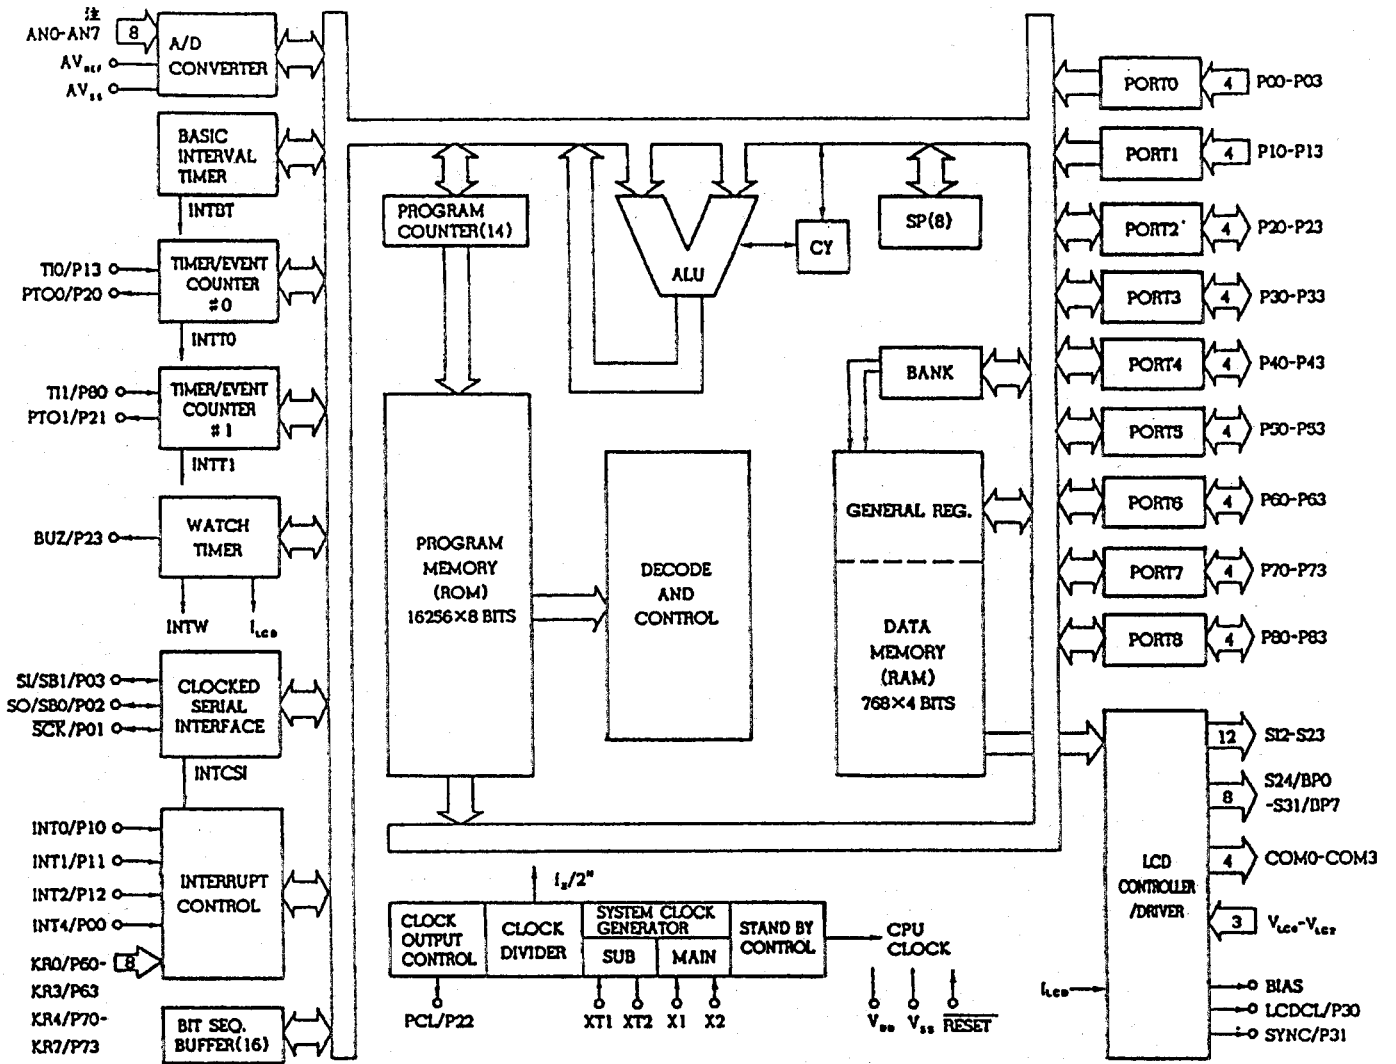 注
AN0-AN7
8
A/D
CONVERTER
AVREF
AVSS
BASIC
INTERVAL
TIMER
INTBT
TI0/P13
PTO0/P20
TIMER/EVENT
COUNTER
#0
INTT0
TI1/P80
PTO1/P21
TIMER/EVENT
COUNTER
#1
INTT1
BUZ/P23
WATCH
TIMER
INTW
fLCD
SI/SB1/P03
SO/SB0/P02
SCK/P01
CLOCKED
SERIAL
INTERFACE
INTCSI
INT0/P10
INT1/P11
INT2/P12
INT4/P00
KR0/P60-
8
KR3/P63
KR4/P70-
KR7/P73
INTERRUPT
CONTROL
BIT SEQ.
BUFFER(16)
PROGRAM
COUNTER(14)
ALU
CY
SP(8)
BANK
PROGRAM
MEMORY
(ROM)
16256×8 BITS
DECODE
AND
CONTROL
GENERAL REG.
DATA
MEMORY
(RAM)
768×4 BITS
fX/2N
CLOCK
OUTPUT
CONTROL
CLOCK
DIVIDER
SYSTEM CLOCK
GENERATOR
SUB
MAIN
STAND BY
CONTROL
CPU
CLOCK
PCL/P22
XT1
XT2
X1
X2
VDD
VSS
RESET
PORT0
4
P00-P03
PORT1
4
P10-P13
PORT2
4
P20-P23
PORT3
4
P30-P33
PORT4
4
P40-P43
PORT5
4
P50-P53
PORT6
4
P60-P63
PORT7
4
P70-P73
PORT8
4
P80-P83
LCD
CONTROLLER
/DRIVER
12
S12-S23
8
S24/BP0
-S31/BP7
4
COM0-COM3
3
VLC0-VLC2
fLCD
BIAS
LCDCL/P30
SYNC/P31